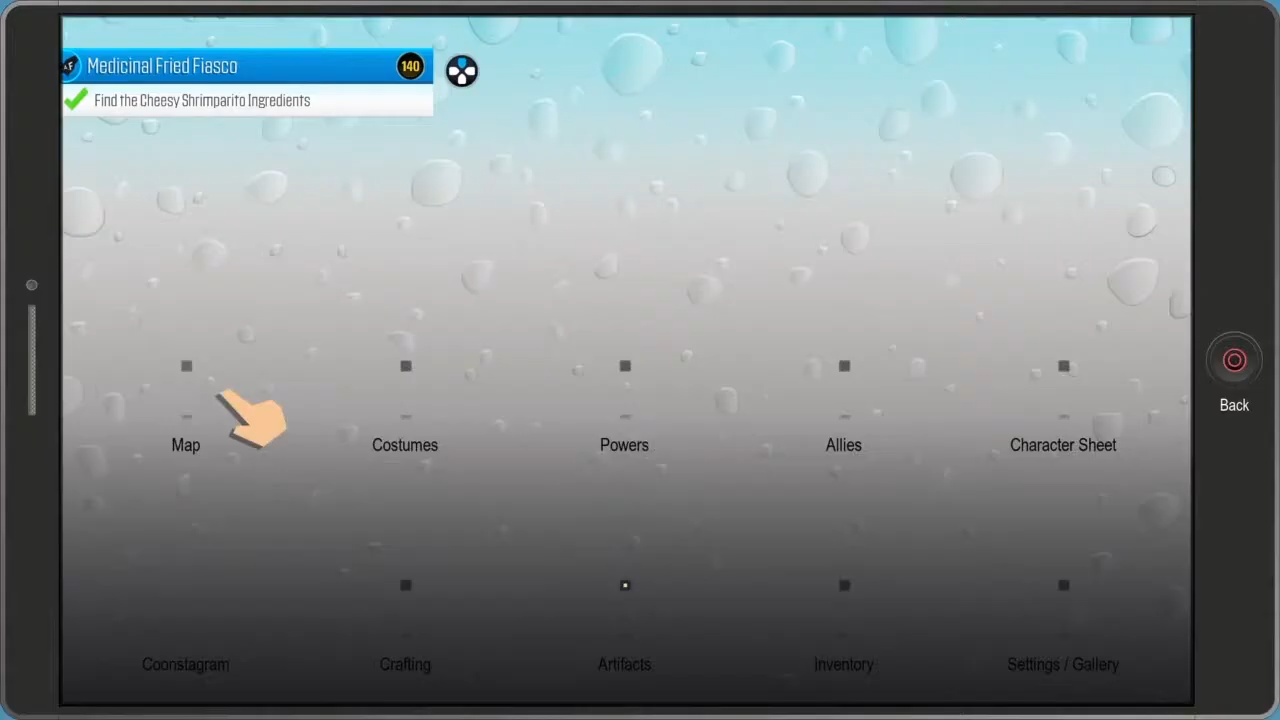 Medicinal Fried Fiasco
140
Find the Cheesy Shrimparito Ingredients
Back
Map
Costumes
Powers
Allies
Character Sheet
Coonstagram
Crafting
Artifacts
Inventory
Settings / Gallery